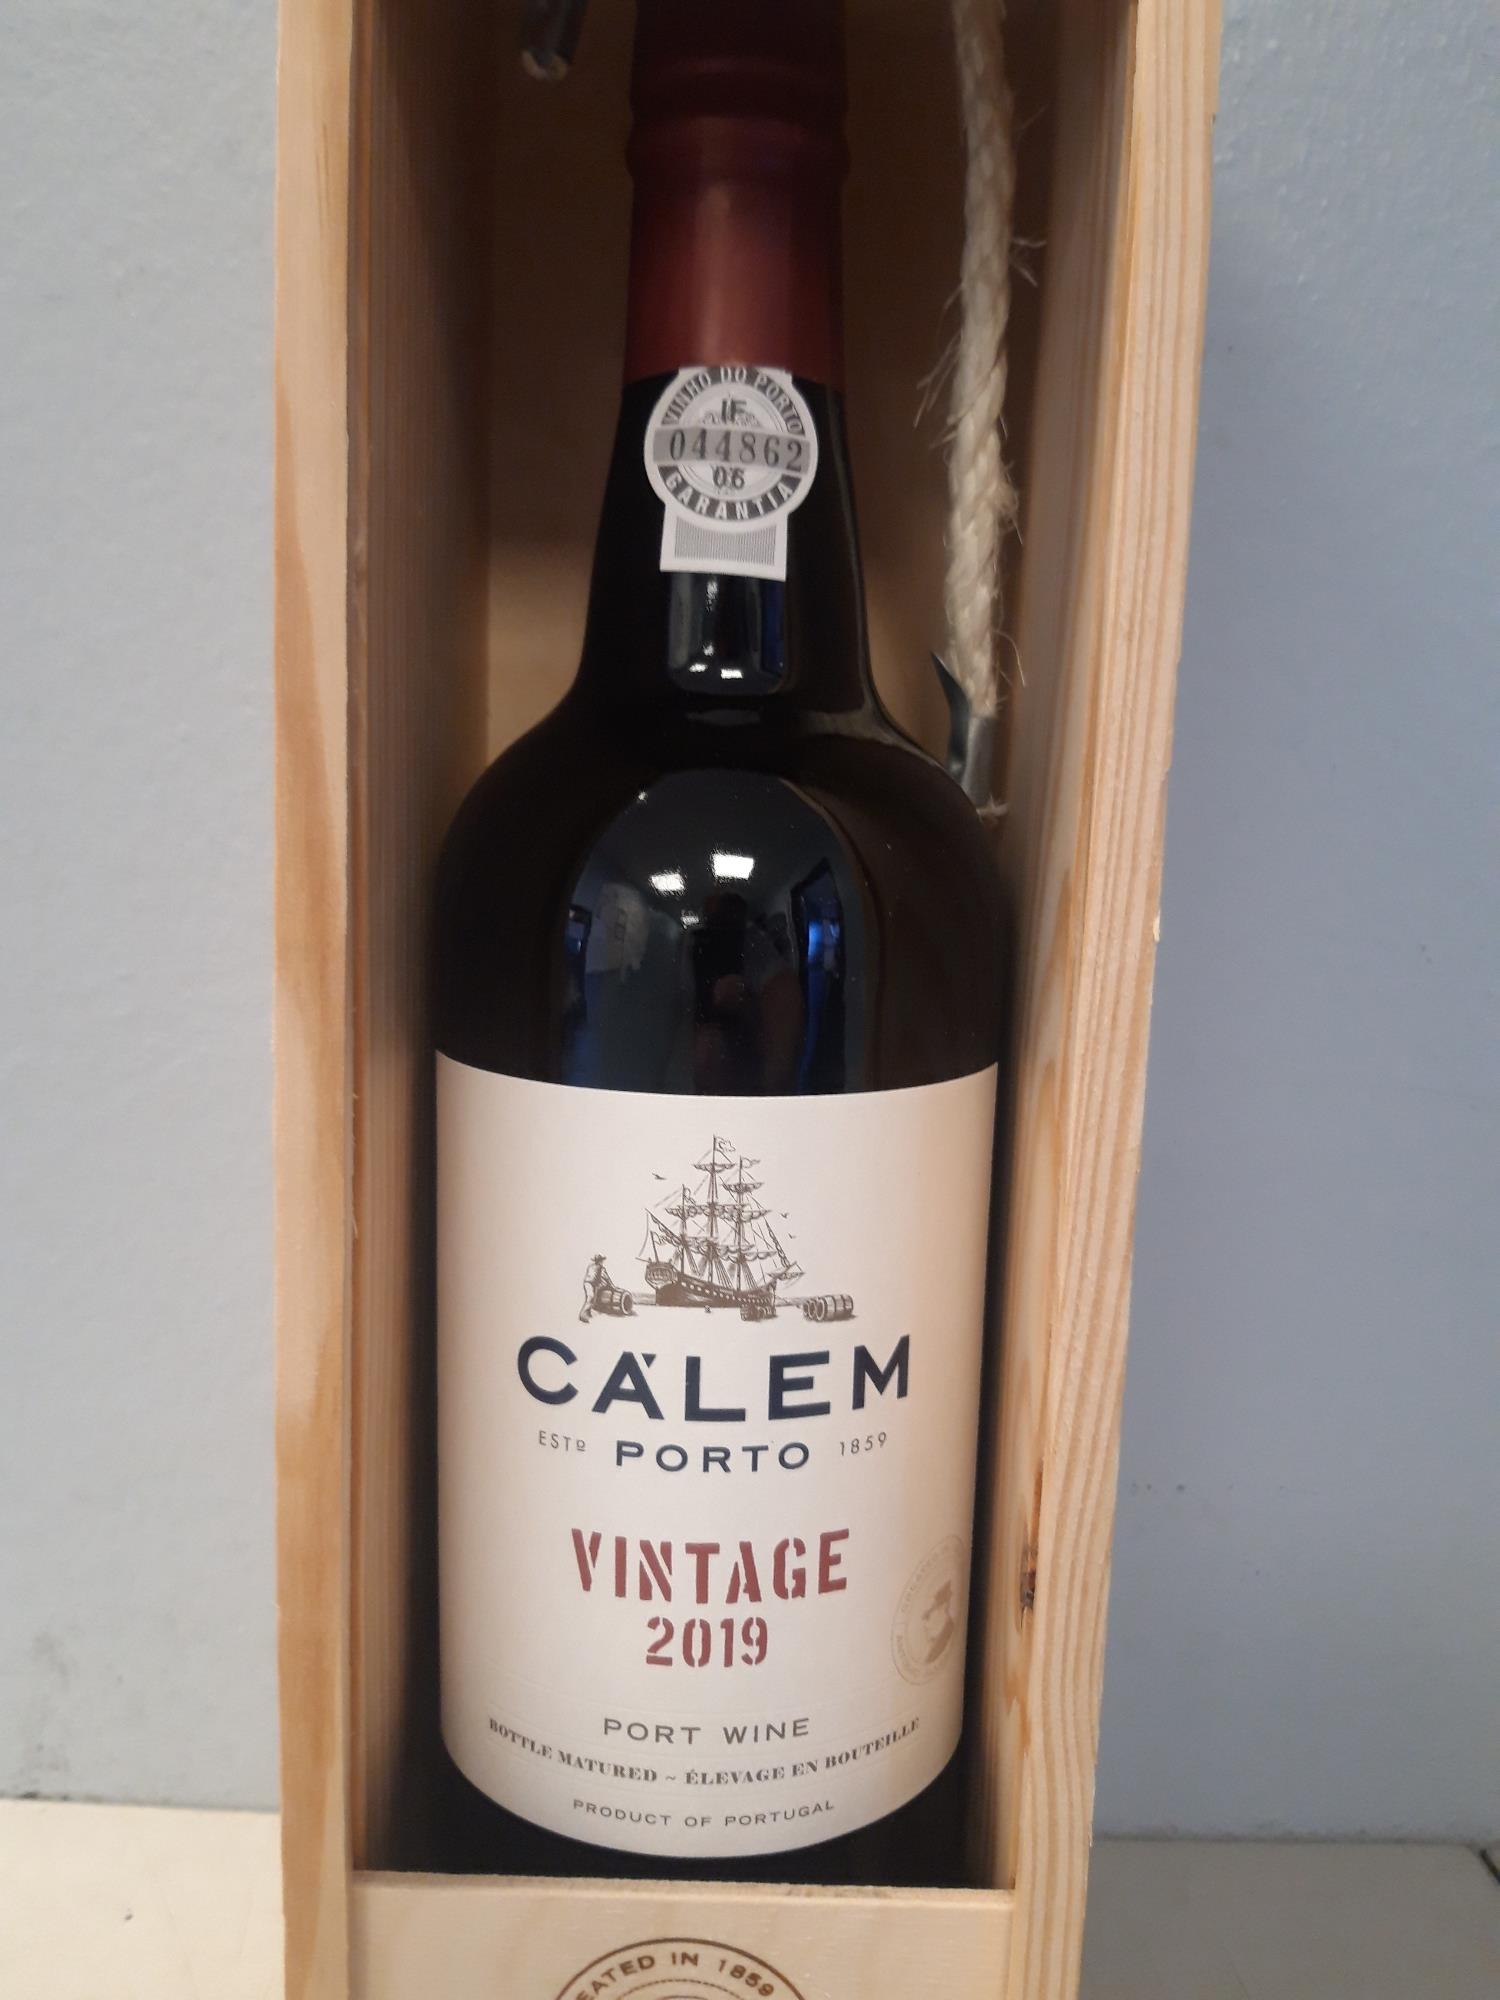 VINHO DO PORTO
044862
06
GARANTIA
CÁLEM
ESTº PORTO 1859
VINTAGE
2019
PORT WINE
BOTTLE MATURED ~ ÉLEVAGE EN BOUTEILLE
PRODUCT OF PORTUGAL
EATED IN 1859